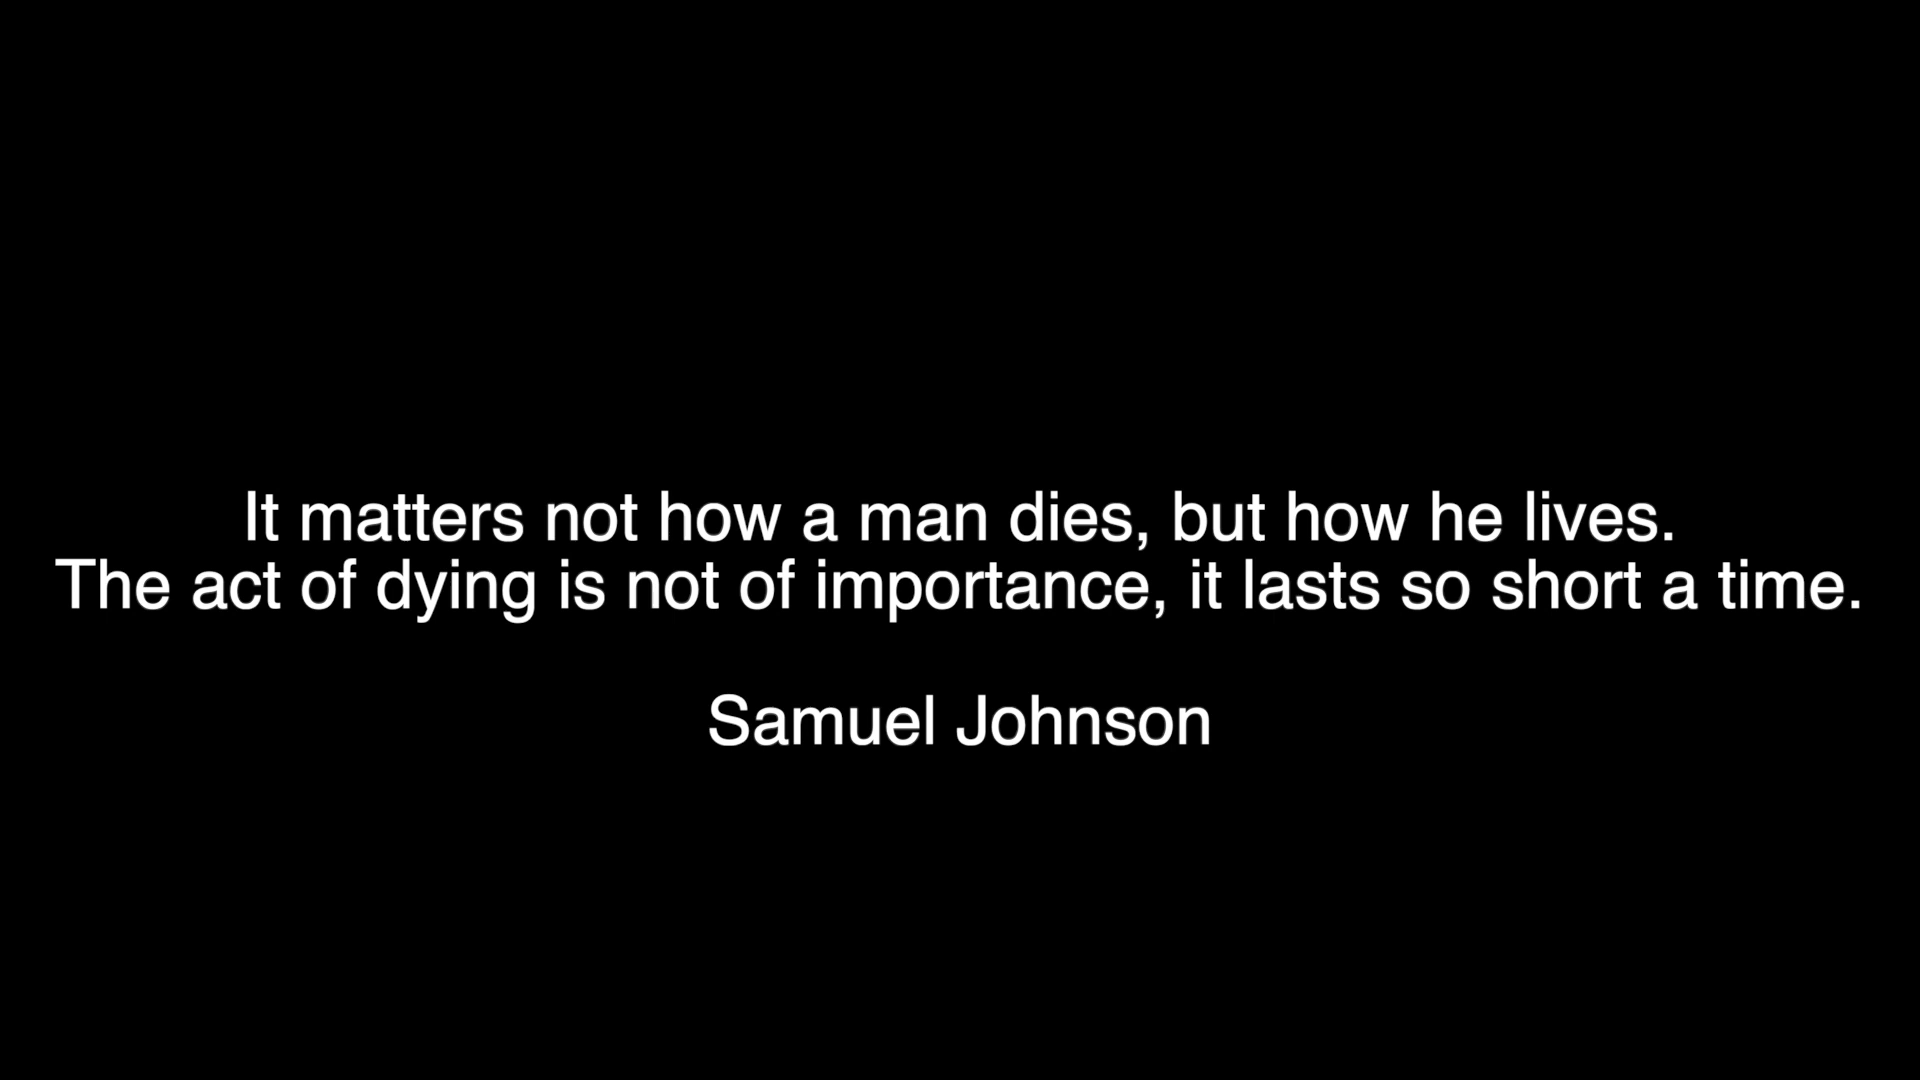 It matters not how a man dies, but how he lives.
The act of dying is not of importance, it lasts so short a time.
Samuel Johnson